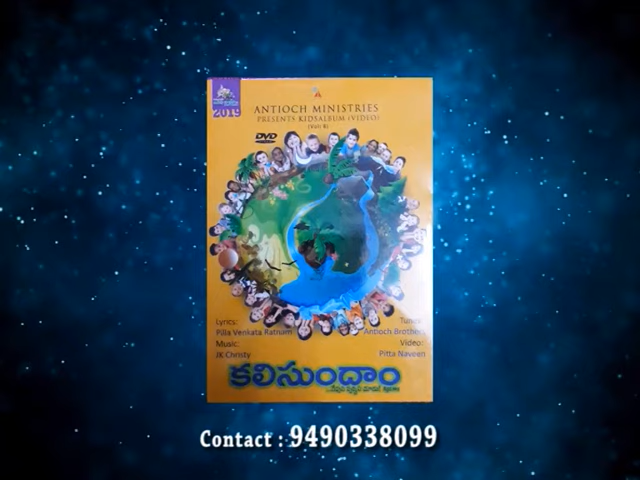 2019
ANTIOCH MINISTRIES
PRESENTS KIDSALBUM (VIDEO)
DVD
Lyrics:
Pilla Venkata Ratnam
Music:
JK Christy
Tunes:
Antioch Brothers
Video:
Pitta Naveen
కలిసుందాం
Contact : 9490338099